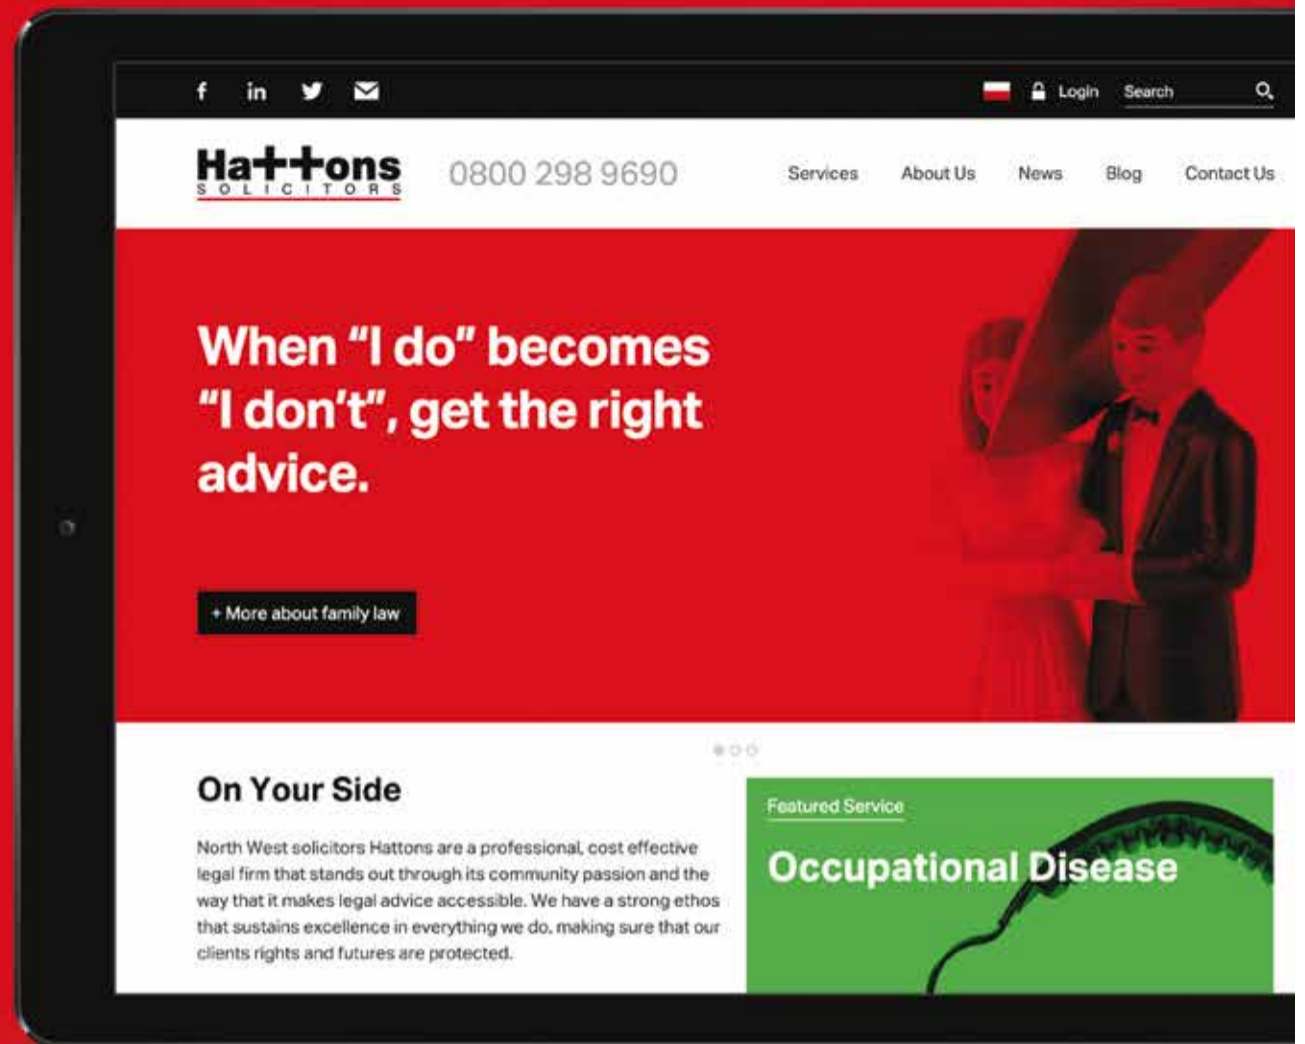 f in
Login Search
Hattons
SOLICITORS
0800 298 9690
Services About Us News Blog Contact Us
When “I do” becomes
“I don’t”, get the right
advice.
+ More about family law
On Your Side
North West solicitors Hattons are a professional, cost effective
legal firm that stands out through its community passion and the
way that it makes legal advice accessible. We have a strong ethos
that sustains excellence in everything we do, making sure that our
clients rights and futures are protected.
Featured Service
Occupational Disease